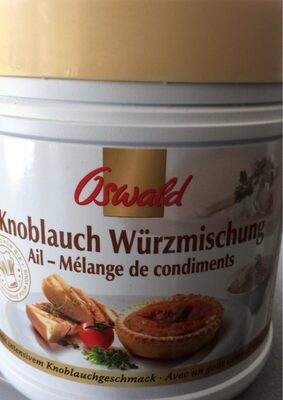 Oswald
Knoblauch Würzmischung
Ail – Mélange de condiments
intensivem Knoblauchgeschmack · Avec un goût